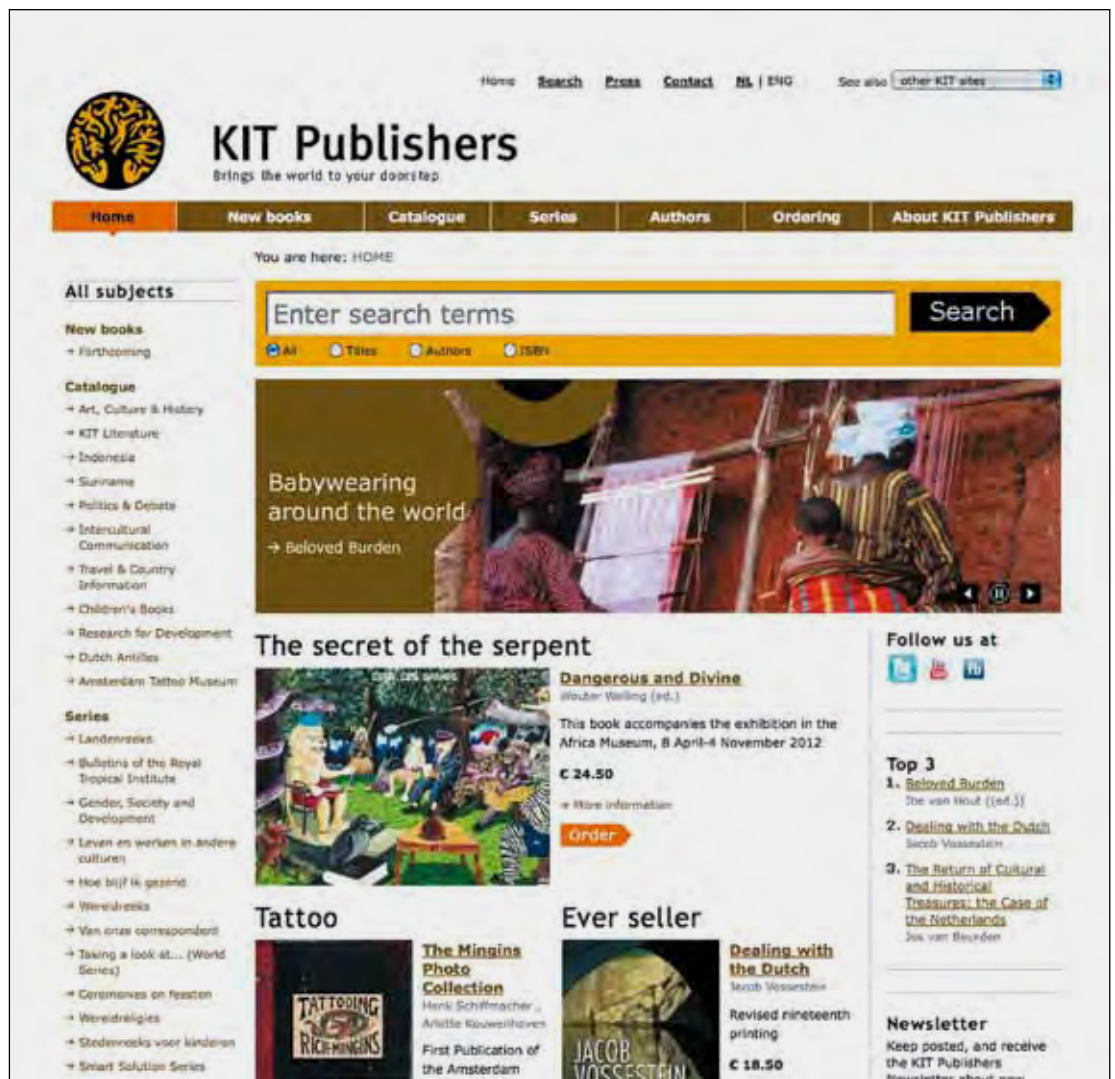 Home Search Press Contact NL | ENG See also other KIT sites
KIT Publishers
Brings the world to your doorstep
Home New books Catalogue Series Authors Ordering About KIT Publishers
You are here: HOME
All subjects
New books
→ Forthcoming
Catalogue
→ Art, Culture & History
→ KIT Literature
→ Indonesia
→ Suriname
→ Politics & Debate
→ Intercultural
Communication
→ Travel & Country
Information
→ Children's Books
→ Research for Development
→ Dutch Antilles
→ Amsterdam Tattoo Museum
Series
→ Landenreeks
→ Bulletins of the Royal
Tropical Institute
→ Gender, Society and
Development
→ Leven en werken in andere
culturen
→ Hoe blijf ik gezond
→ Wereldreeks
→ Van onze correspondent
→ Taking a look at... (World
Series)
→ Ceremonies en feesten
→ Wereldreligies
→ Stedenreeks voor kinderen
→ Smart Solution Series
Enter search terms
Search
All Titles Authors ISBN
Babywearing
around the world
→ Beloved Burden
The secret of the serpent
Dangerous and Divine
Wouter Welling (ed.)
This book accompanies the exhibition in the
Africa Museum, 8 April-4 November 2012
€ 24.50
→ More information
Order
Tattoo
TATTOOING
RICH-MINGINS
The Mingins
Photo
Collection
Henk Schiffmacher ,
Arlette Kouwenhoven
First Publication of
the Amsterdam
Ever seller
JACOB
VOSSESTEIN
Dealing with
the Dutch
Jacob Vossestein
Revised nineteenth
printing
€ 18.50
Follow us at
Top 3
1. Beloved Burden
Itie van Hout ((ed.))
2. Dealing with the Dutch
Jacob Vossestein
3. The Return of Cultural
and Historical
Treasures: the Case of
the Netherlands
Jos van Beurden
Newsletter
Keep posted, and receive
the KIT Publishers
Newsletter about new